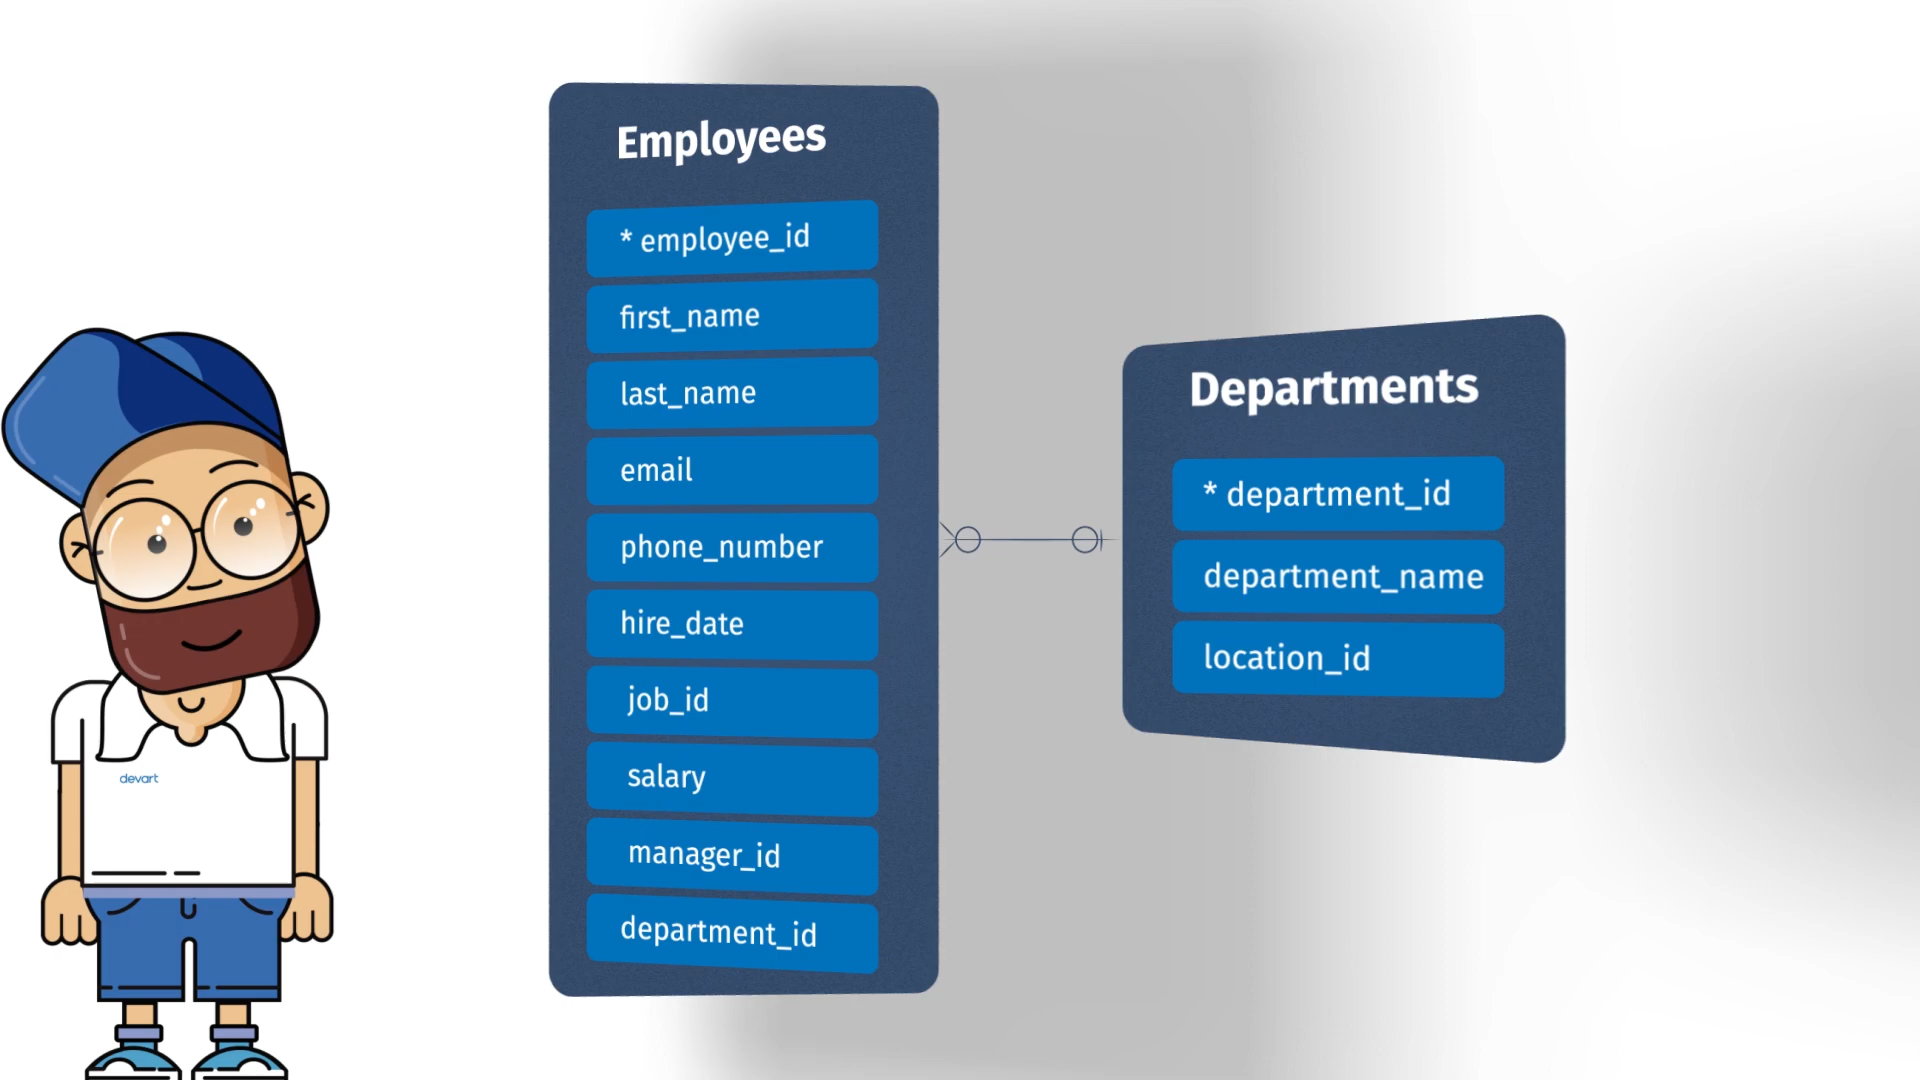 Employees
* employee_id
first_name
last_name
email
phone_number
hire_date
job_id
salary
manager_id
department_id
Departments
* department_id
department_name
location_id
devart